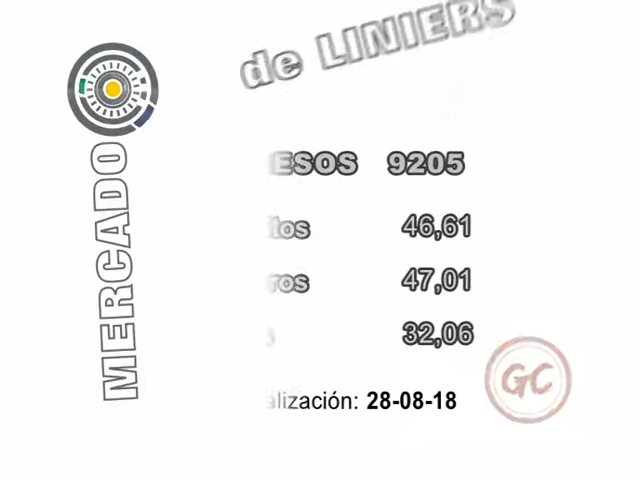 MERCADO
de LINIERS
ESOS 9205
tos 46,61
ros 47,01
32,06
alización: 28-08-18
GC